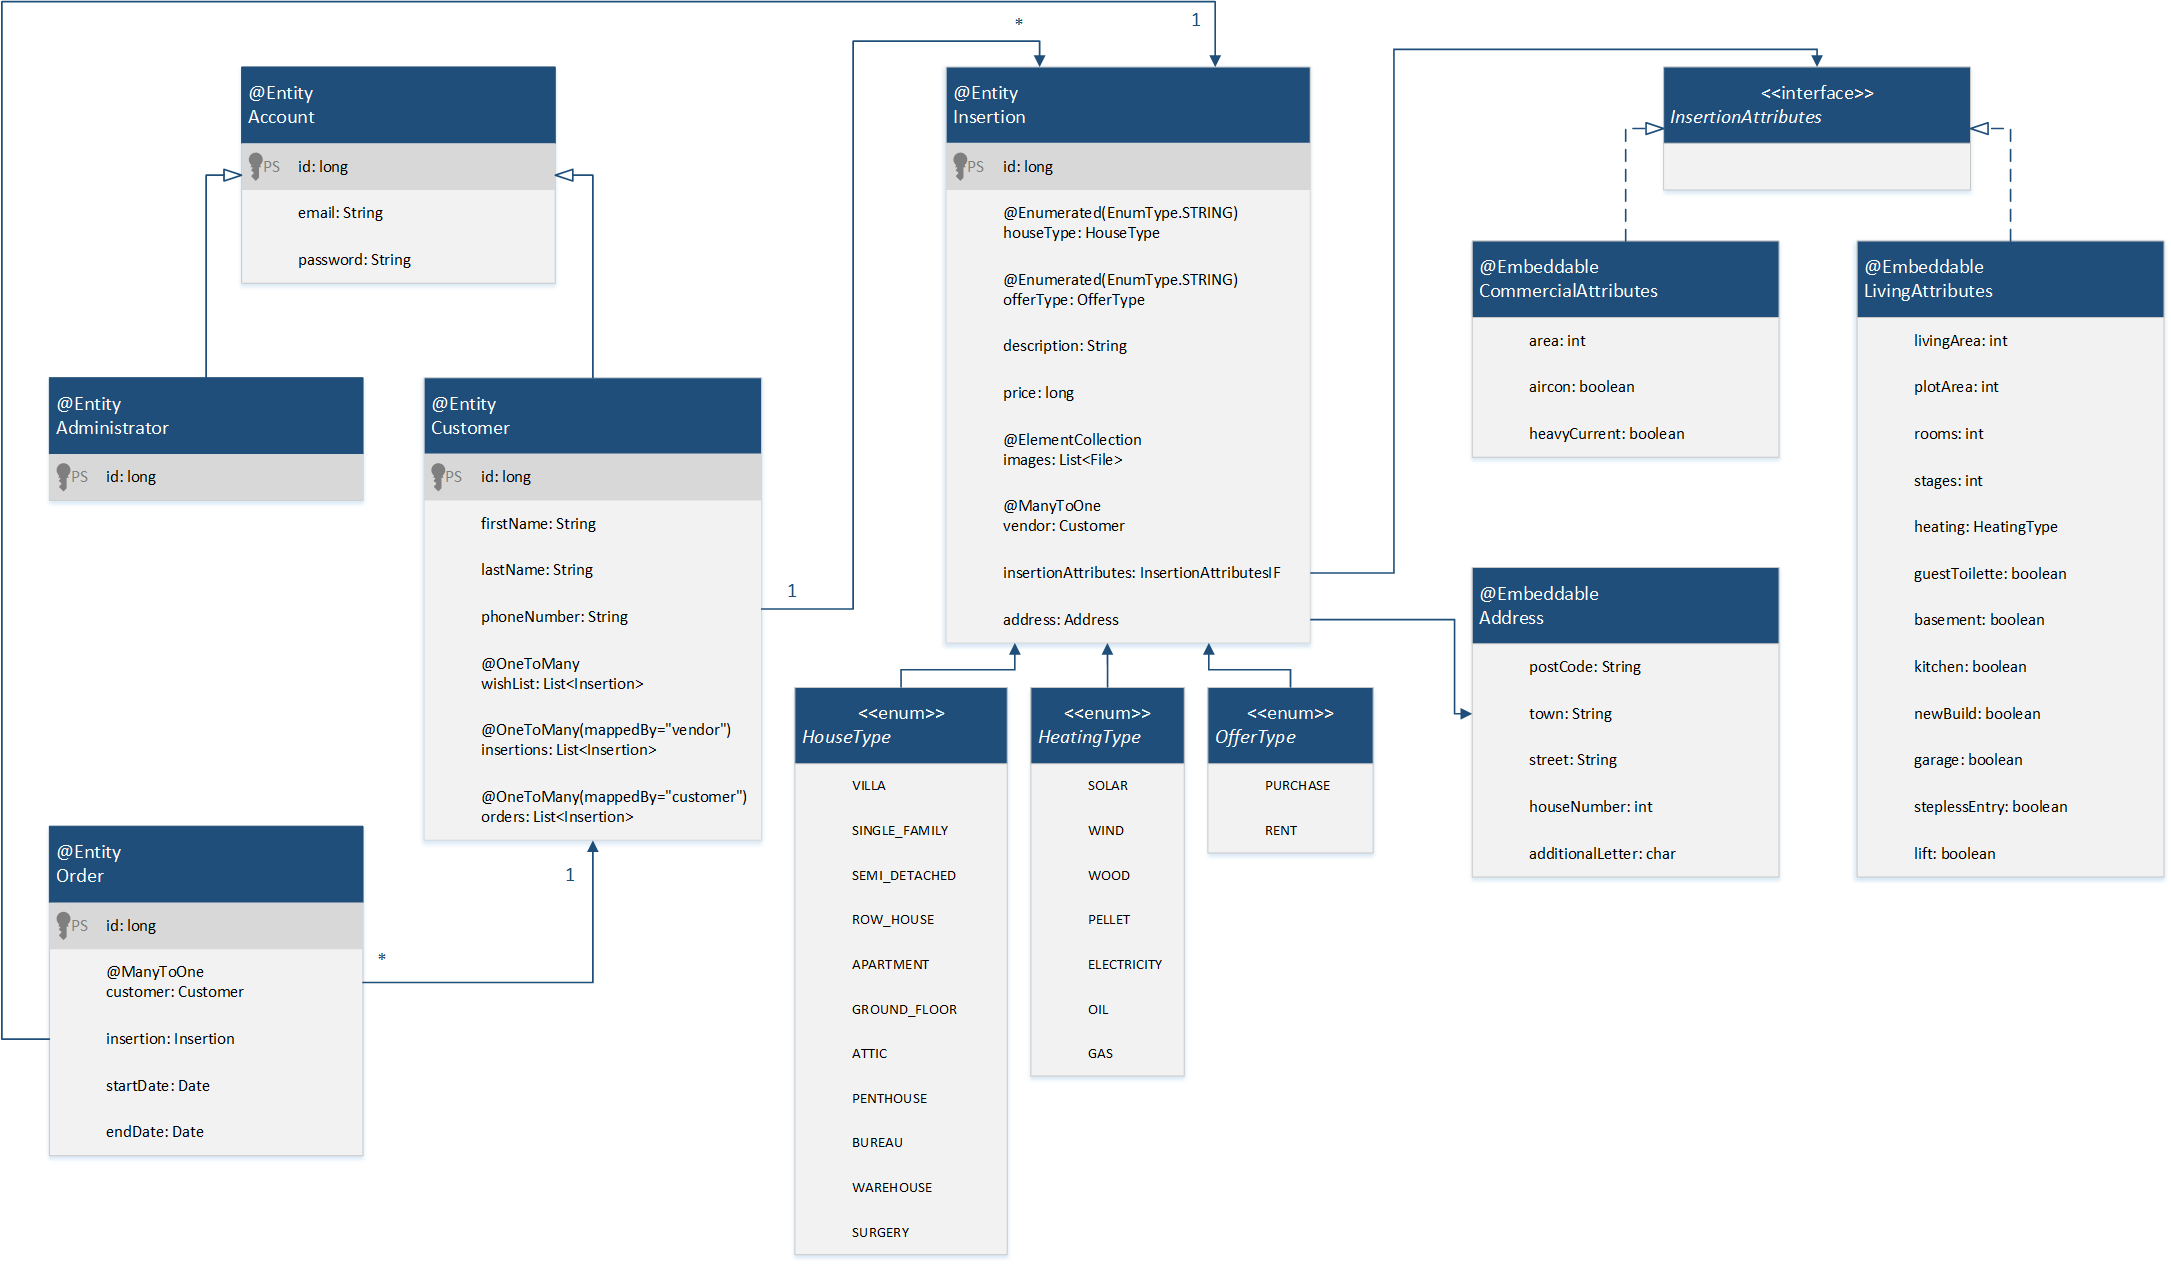 *
1
@Entity
Account
PS id: long
email: String
password: String
@Entity
Administrator
PS id: long
@Entity
Customer
PS id: long
firstName: String
lastName: String
phoneNumber: String
@OneToMany
wishList: List<Insertion>
@OneToMany(mappedBy="vendor")
insertions: List<Insertion>
@OneToMany(mappedBy="customer")
orders: List<Insertion>
1
1
*
@Entity
Order
PS id: long
@ManyToOne
customer: Customer
insertion: Insertion
startDate: Date
endDate: Date
@Entity
Insertion
PS id: long
@Enumerated(EnumType.STRING)
houseType: HouseType
@Enumerated(EnumType.STRING)
offerType: OfferType
description: String
price: long
@ElementCollection
images: List<File>
@ManyToOne
vendor: Customer
insertionAttributes: InsertionAttributesIF
address: Address
<<enum>>
HouseType
VILLA
SINGLE_FAMILY
SEMI_DETACHED
ROW_HOUSE
APARTMENT
GROUND_FLOOR
ATTIC
PENTHOUSE
BUREAU
WAREHOUSE
SURGERY
<<enum>>
HeatingType
SOLAR
WIND
WOOD
PELLET
ELECTRICITY
OIL
GAS
<<enum>>
OfferType
PURCHASE
RENT
<<interface>>
InsertionAttributes
@Embeddable
CommercialAttributes
area: int
aircon: boolean
heavyCurrent: boolean
@Embeddable
Address
postCode: String
town: String
street: String
houseNumber: int
additionalLetter: char
@Embeddable
LivingAttributes
livingArea: int
plotArea: int
rooms: int
stages: int
heating: HeatingType
guestToilette: boolean
basement: boolean
kitchen: boolean
newBuild: boolean
garage: boolean
steplessEntry: boolean
lift: boolean